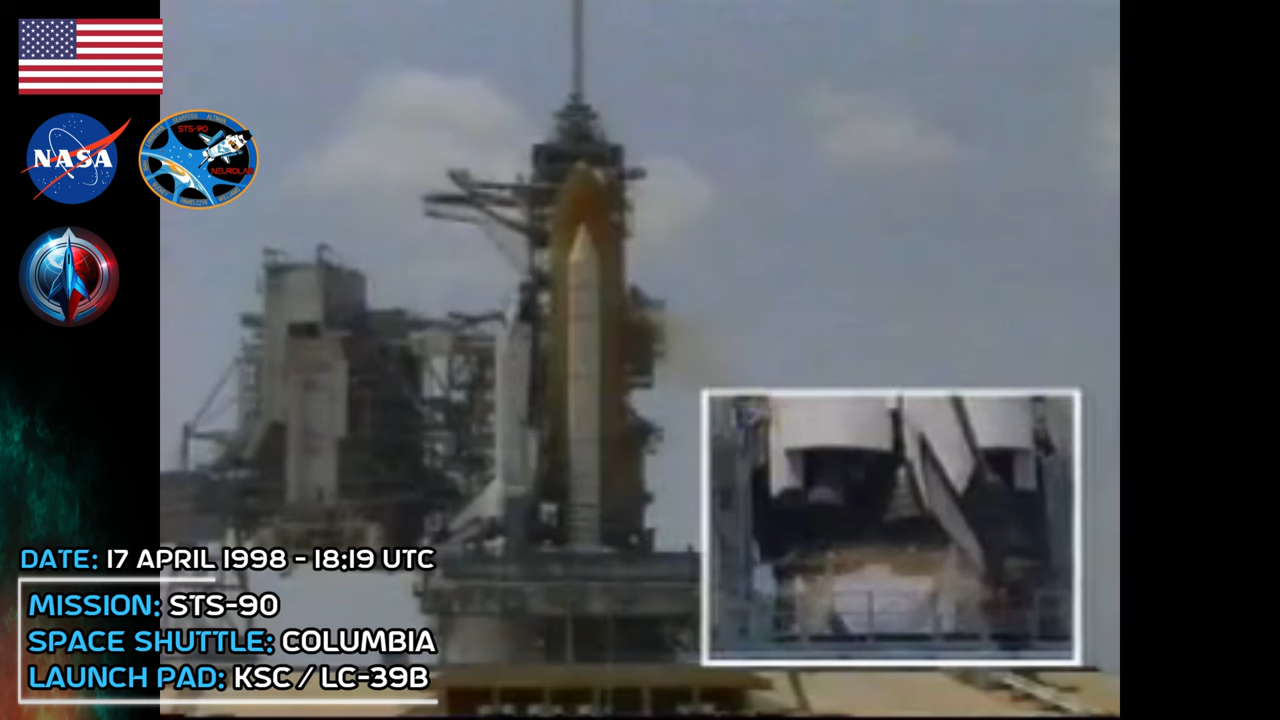 NASA
STS-90
NEUROLAB
DATE: 17 APRIL 1998 - 18:19 UTC
MISSION: STS-90
SPACE SHUTTLE: COLUMBIA
LAUNCH PAD: KSC / LC-39B